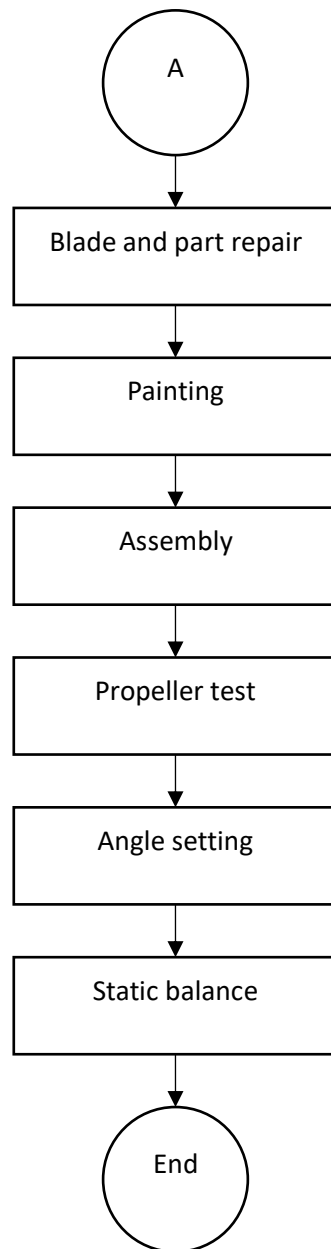 A
Blade and part repair
Painting
Assembly
Propeller test
Angle setting
Static balance
End